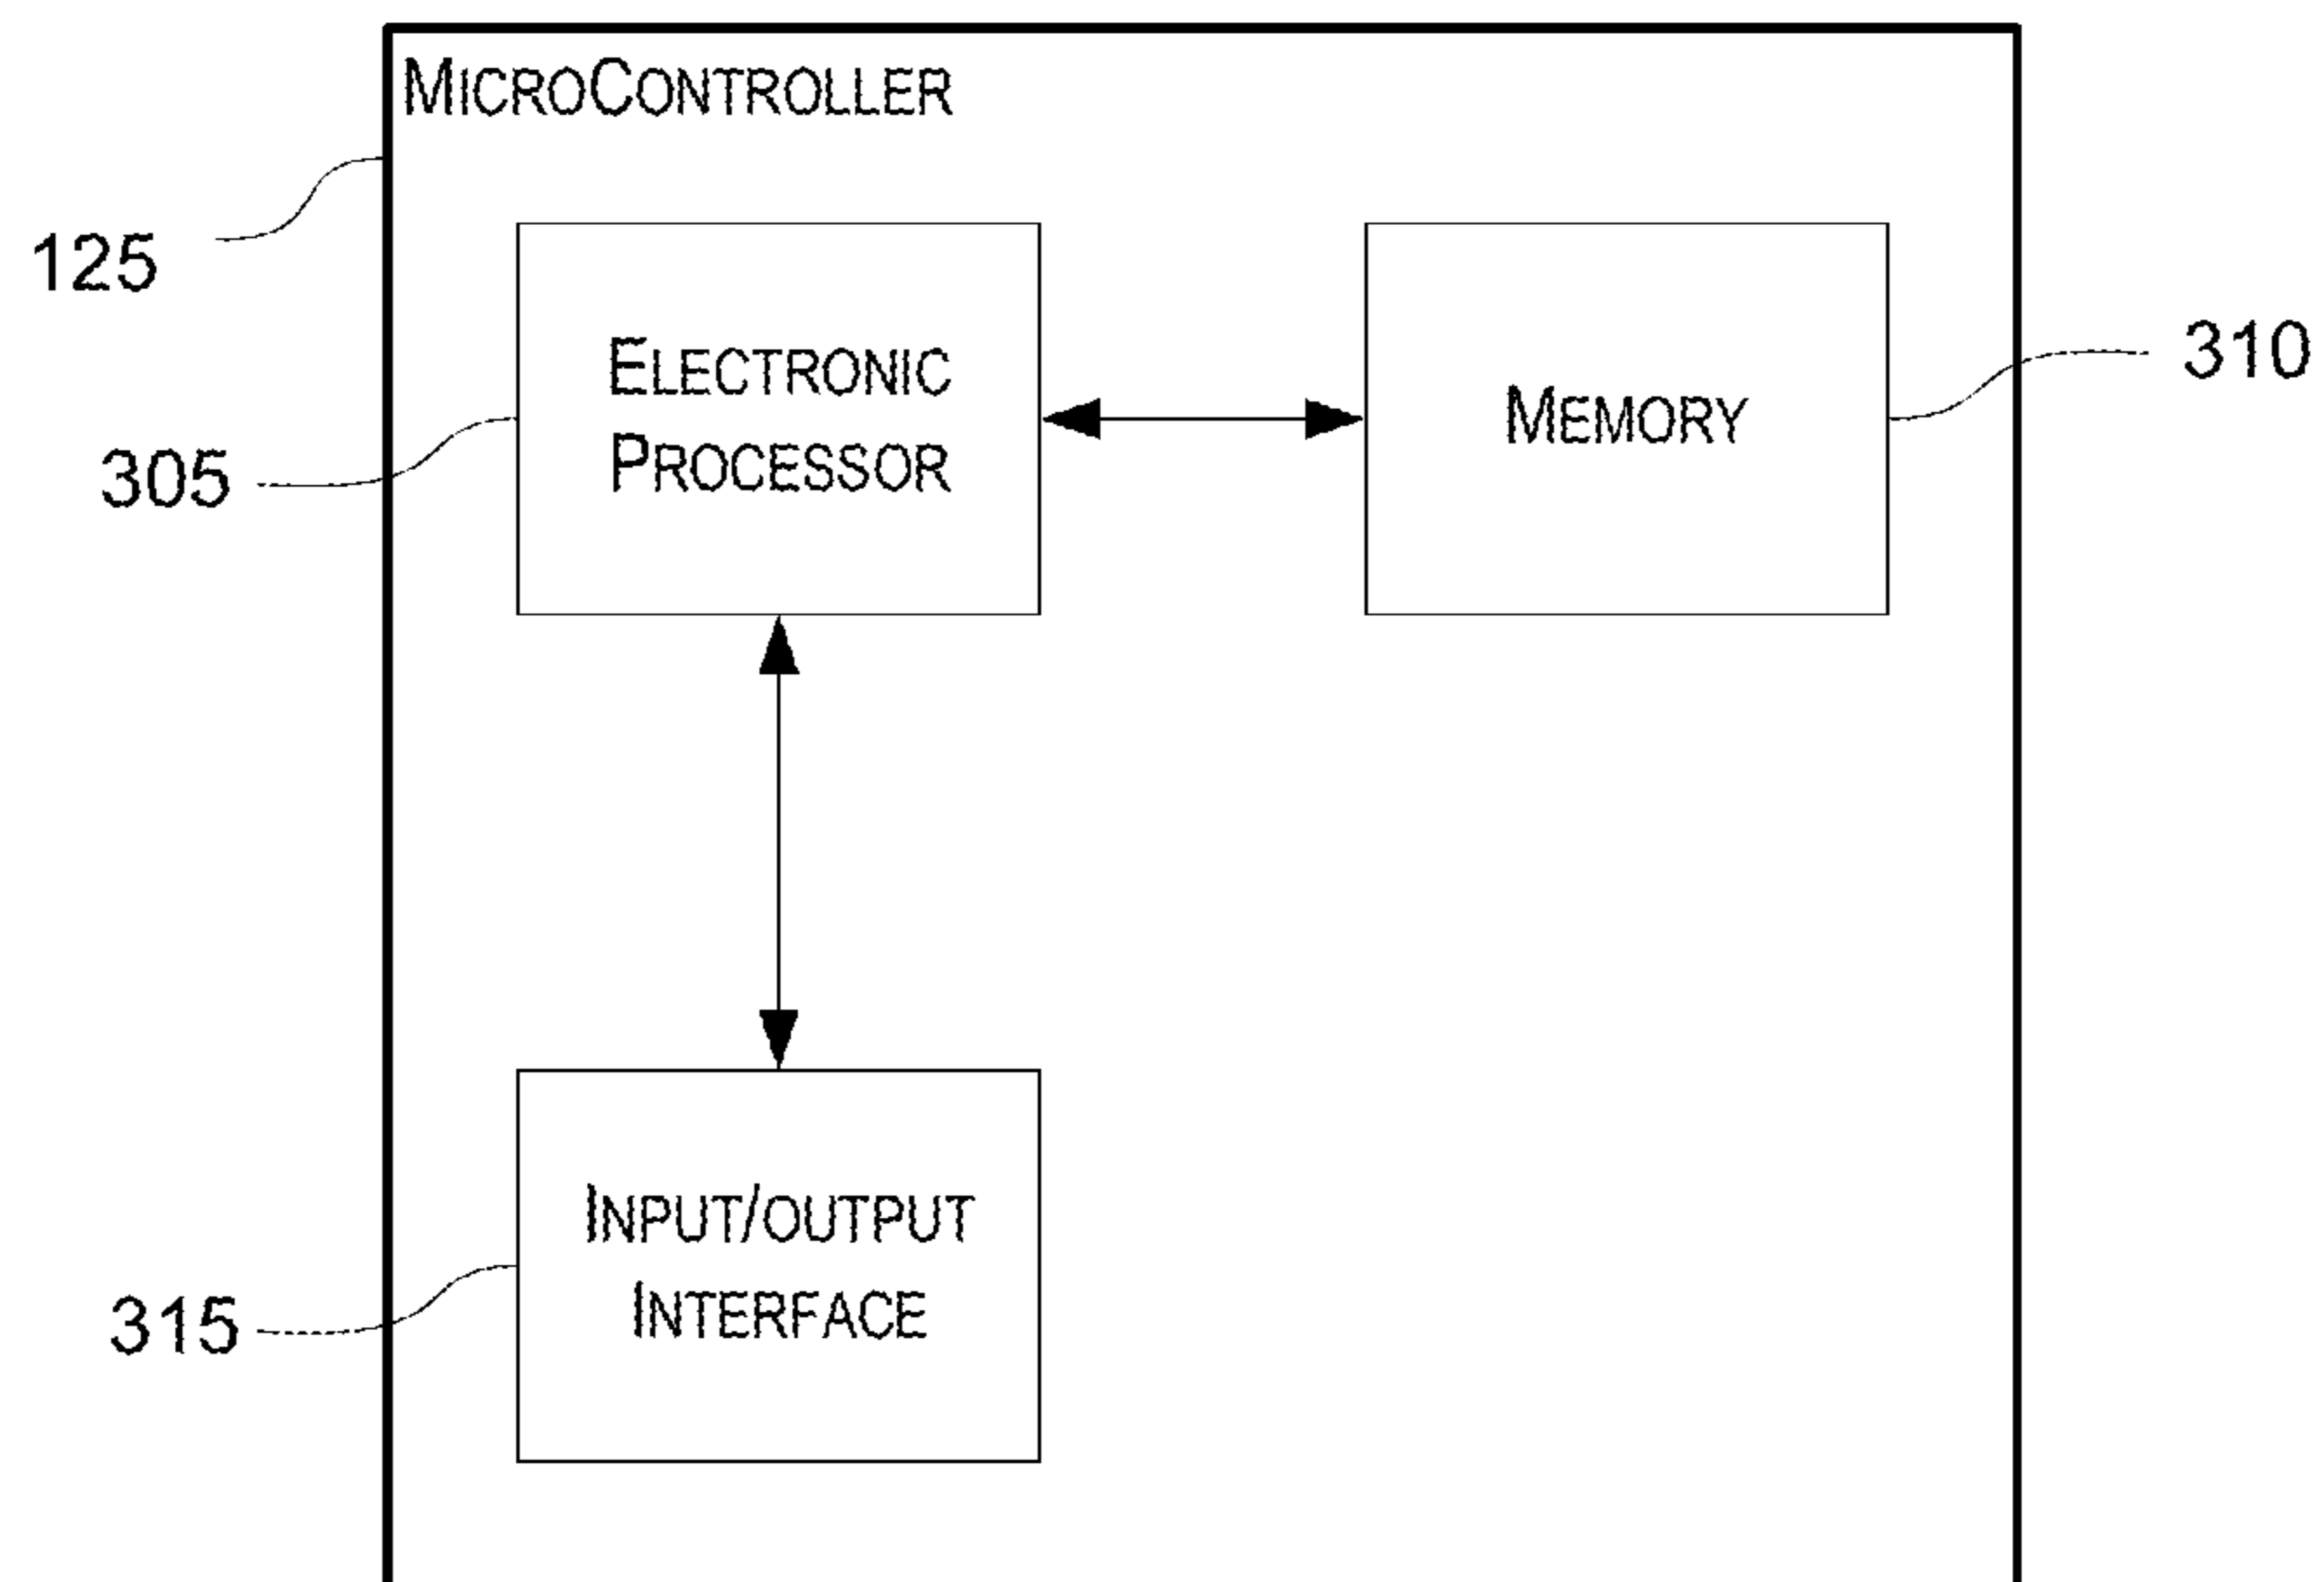 MICROCONTROLLER
125
ELECTRONIC
PROCESSOR
MEMORY
310
305
INPUT/OUTPUT
INTERFACE
315